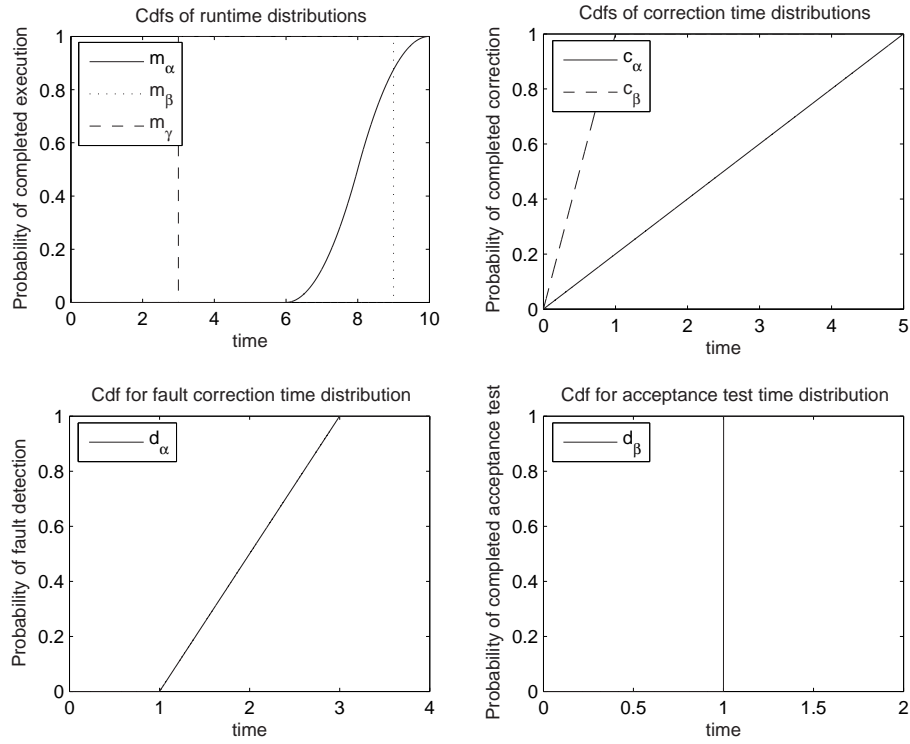 Cdfs of runtime distributions
Probability of completed execution
1
0.8
0.6
0.4
0.2
0
m_α
m_β
m_γ
0 2 4 6 8 10
time
Cdfs of correction time distributions
Probability of completed correction
1
0.8
0.6
0.4
0.2
0
c_α
c_β
0 1 2 3 4 5
time
Cdf for fault correction time distribution
Probability of fault detection
1
0.8
0.6
0.4
0.2
0
d_α
0 1 2 3 4
time
Cdf for acceptance test time distribution
Probability of completed acceptance test
1
0.8
0.6
0.4
0.2
0
d_β
0 0.5 1 1.5 2
time